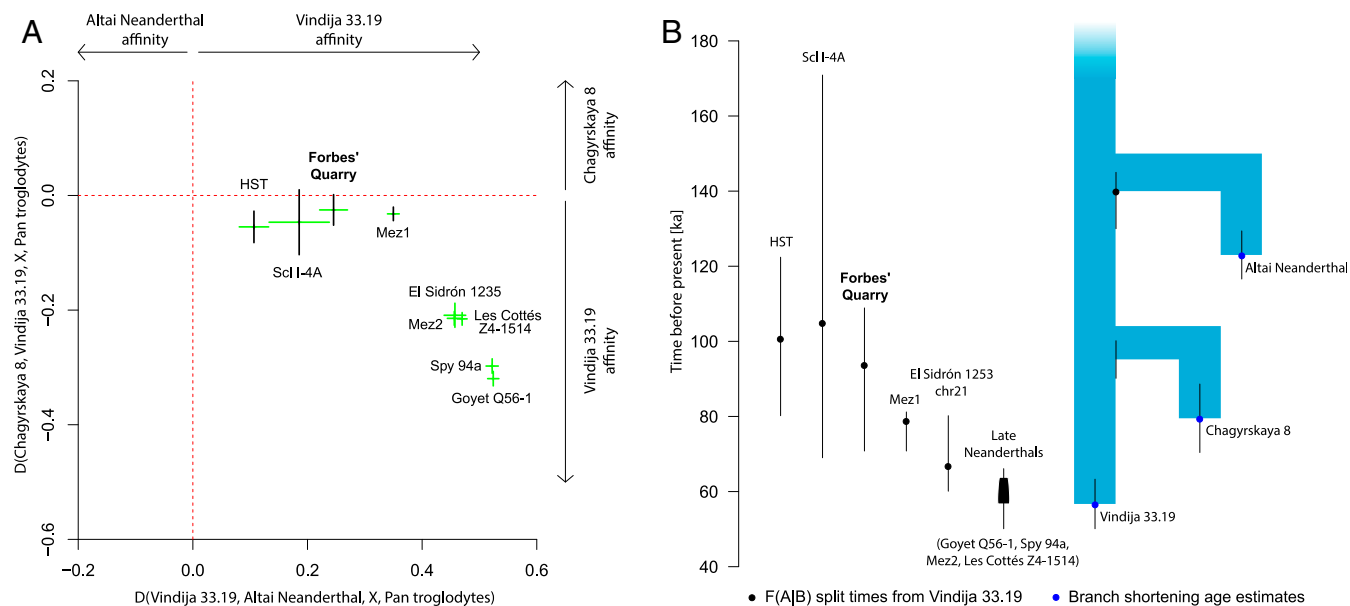 A
Altai Neanderthal
affinity
Vindija 33.19
affinity
0.2
0.0
−0.2
−0.4
−0.6
D(Chagyrskaya 8, Vindija 33.19, X, Pan troglodytes)
HST
Scl I-4A
Forbes'
Quarry
Mez1
El Sidrón 1235
Mez2
Les Cottés
Z4-1514
Spy 94a
Goyet Q56-1
Chagyrskaya 8
affinity
Vindija 33.19
affinity
−0.2
0.0
0.2
0.4
0.6
D(Vindija 33.19, Altai Neanderthal, X, Pan troglodytes)
B
180
160
140
120
100
80
60
40
Time before present [ka]
HST
Scl I-4A
Forbes'
Quarry
Mez1
El Sidrón 1253
chr21
Late
Neanderthals
(Goyet Q56-1, Spy 94a,
Mez2, Les Cottés Z4-1514)
Altai Neanderthal
Chagyrskaya 8
Vindija 33.19
F(A|B) split times from Vindija 33.19
Branch shortening age estimates